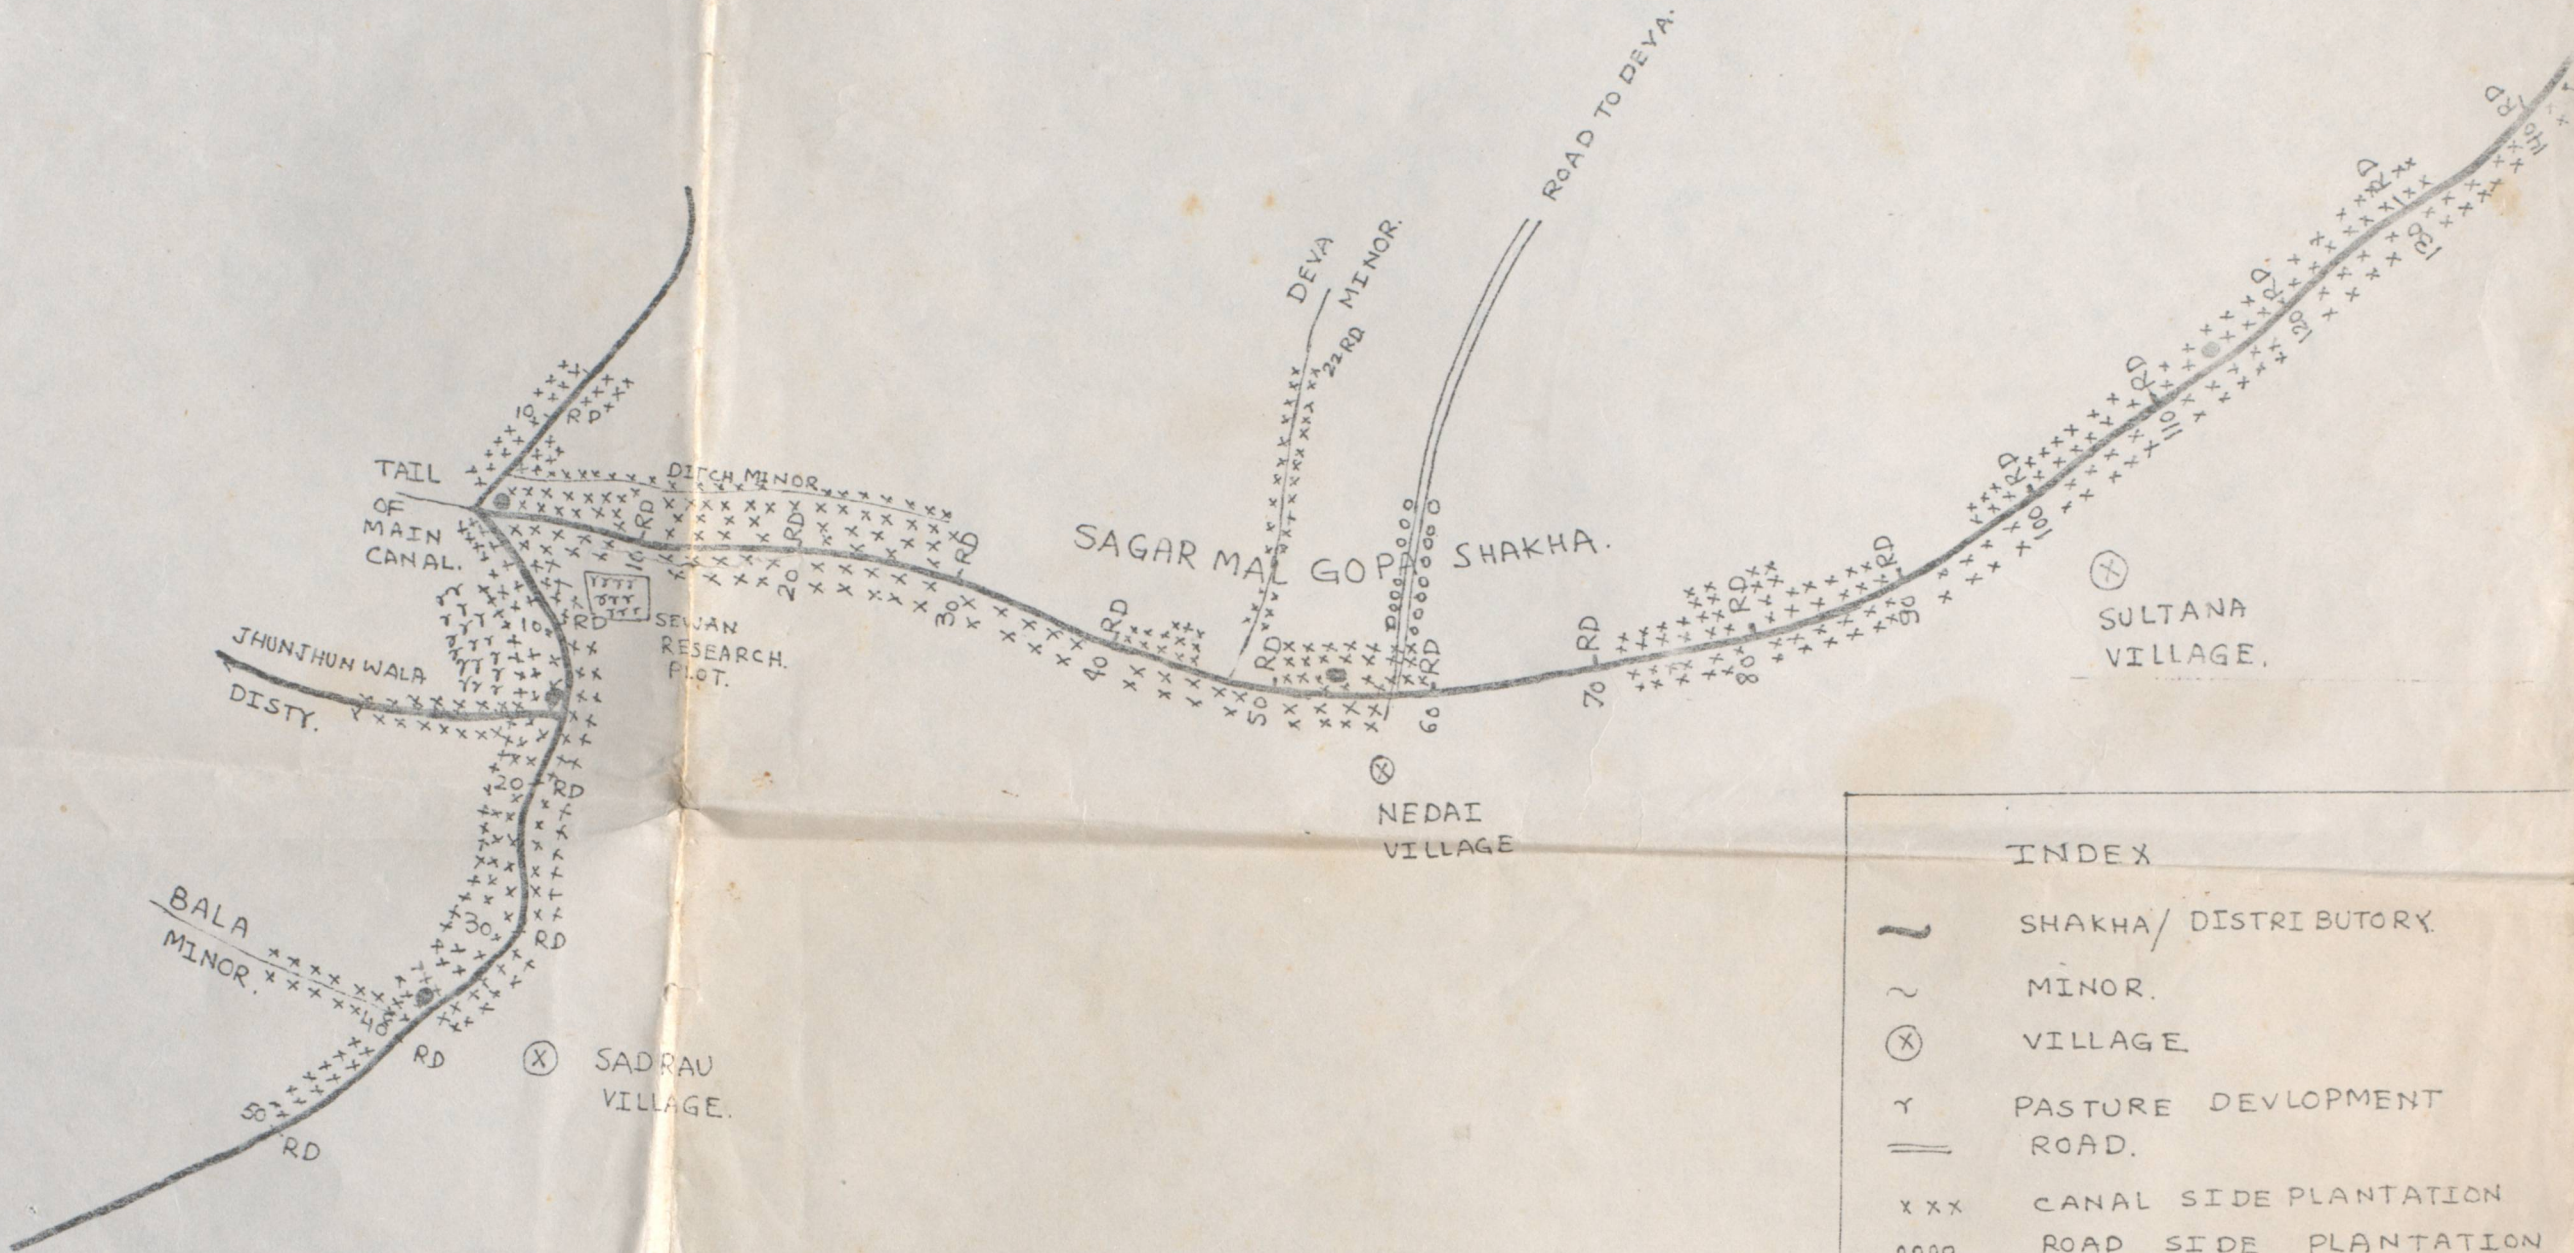 ROAD TO DEVA.
DEVA
MINOR.
22 RD
10 RD
TAIL
OF
MAIN
CANAL.
DITCH MINOR
10 RD
20 RD
30 RD
40 RD
50 RD
60 RD
70 RD
80 RD
90 RD
100 RD
110 RD
120 RD
130 RD
140 RD
SAGAR MAL GOPA SHAKHA.
SEWAN
RESEARCH.
PLOT.
10 RD
JHUNJHUN WALA
DISTY.
20 RD
30 RD
BALA
MINOR.
40 RD
50 RD
SADRAU
VILLAGE.
NEDAI
VILLAGE
SULTANA
VILLAGE.
INDEX
SHAKHA/ DISTRIBUTORY.
MINOR.
VILLAGE
PASTURE DEVLOPMENT
ROAD.
CANAL SIDE PLANTATION
ROAD SIDE PLANTATION